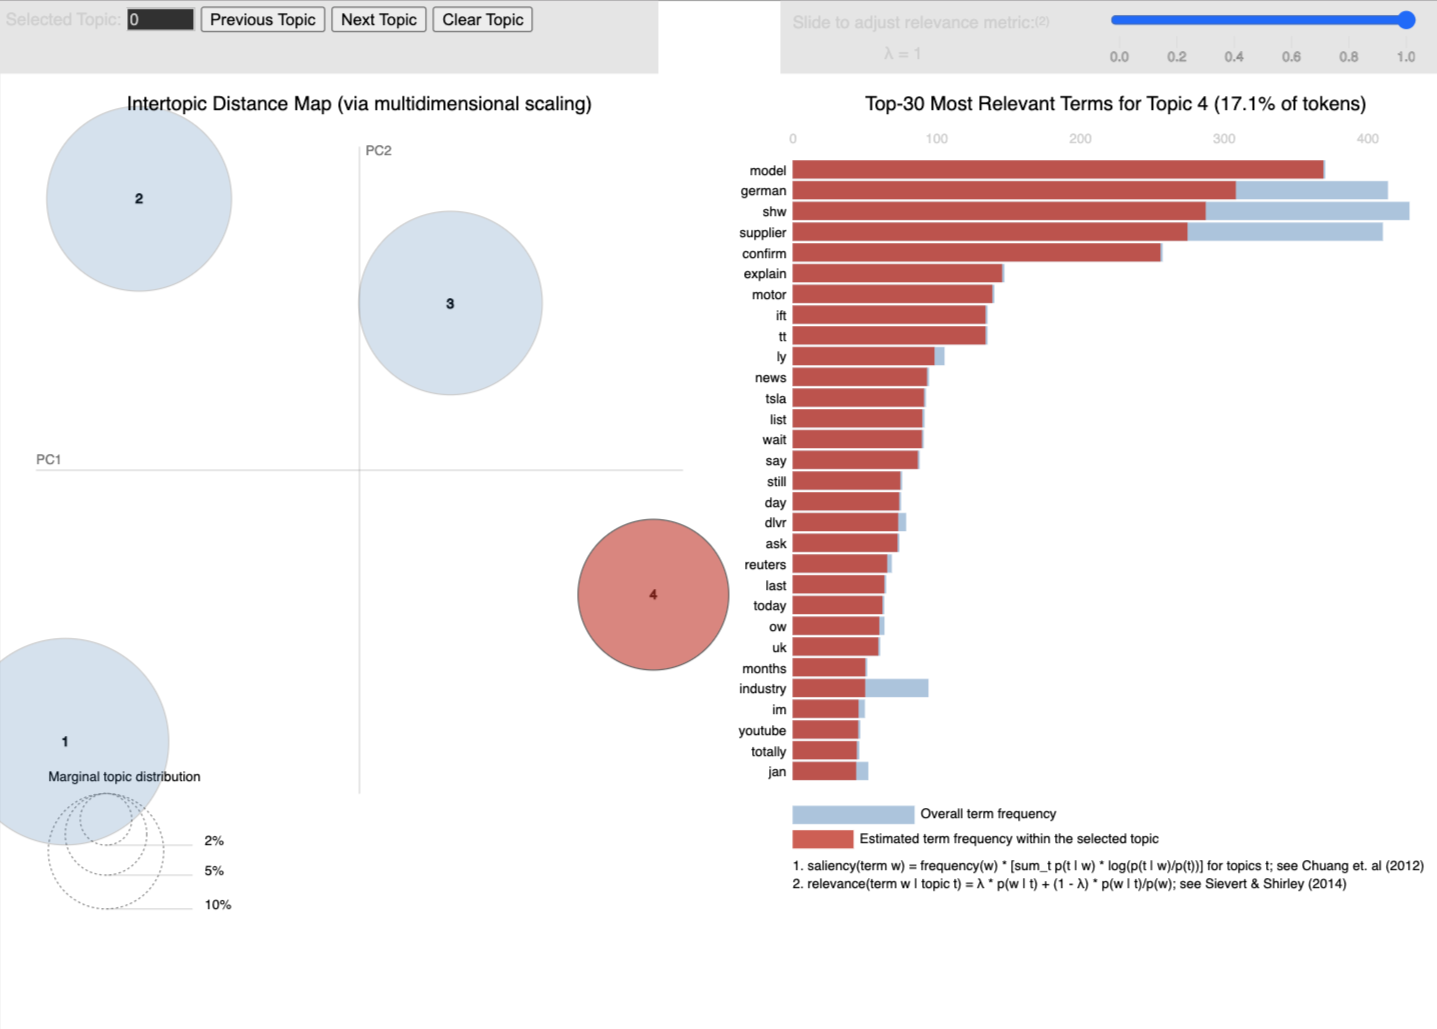 Selected Topic: 0 Previous Topic Next Topic Clear Topic
Slide to adjust relevance metric:(2)
λ = 1
0.0 0.2 0.4 0.6 0.8 1.0
Intertopic Distance Map (via multidimensional scaling)
PC2
PC1
2
3
4
1
Marginal topic distribution
2%
5%
10%
Top-30 Most Relevant Terms for Topic 4 (17.1% of tokens)
0 100 200 300 400
model
german
shw
supplier
confirm
explain
motor
ift
tt
ly
news
tsla
list
wait
say
still
day
dlvr
ask
reuters
last
today
ow
uk
months
industry
im
youtube
totally
jan
Overall term frequency
Estimated term frequency within the selected topic
1. saliency(term w) = frequency(w) * [sum_t p(t | w) * log(p(t | w)/p(t))] for topics t; see Chuang et. al (2012)
2. relevance(term w | topic t) = λ * p(w | t) + (1 - λ) * p(w | t)/p(w); see Sievert & Shirley (2014)